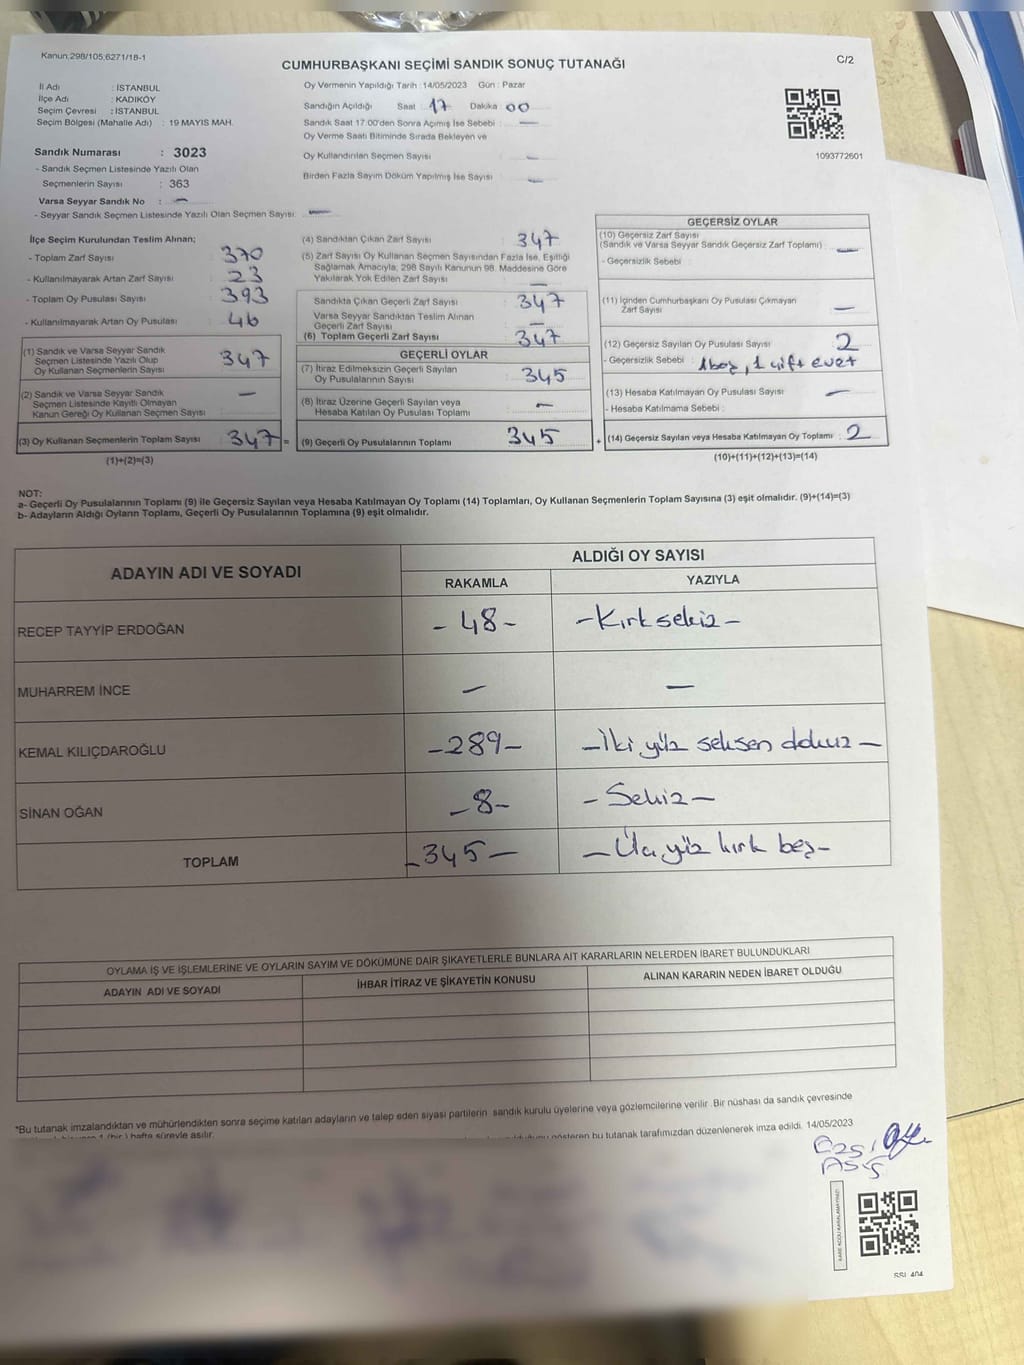 Kanun:298/105;6271/18-1
CUMHURBAŞKANI SEÇİMİ SANDIK SONUÇ TUTANAĞI
C/2
İl Adı : İSTANBUL
İlçe Adı : KADIKÖY
Seçim Çevresi : İSTANBUL
Seçim Bölgesi (Mahalle Adı) : 19 MAYIS MAH.
Sandık Numarası : 3023
- Sandık Seçmen Listesinde Yazılı Olan
Seçmenlerin Sayısı : 363
Varsa Seyyar Sandık No : —
- Seyyar Sandık Seçmen Listesinde Yazılı Olan Seçmen Sayısı: —
Oy Vermenin Yapıldığı Tarih : 14/05/2023 Gün : Pazar
Sandığın Açıldığı Saat : 17 Dakika : 00
Sandık Saat 17:00'den Sonra Açımış İse Sebebi : —
Oy Verme Saati Bitiminde Sırada Bekleyen ve
Oy Kullandırılan Seçmen Sayısı : —
Birden Fazla Sayım Döküm Yapılmış İse Sayısı : —
1093772601
İlçe Seçim Kurulundan Teslim Alınan;
- Toplam Zarf Sayısı : 370
- Kullanılmayarak Artan Zarf Sayısı : 23
- Toplam Oy Pusulası Sayısı : 393
- Kullanılmayarak Artan Oy Pusulası : 46
(1) Sandık ve Varsa Seyyar Sandık
Seçmen Listesinde Yazılı Olup
Oy Kullanan Seçmenlerin Sayısı : 347
(2) Sandık ve Varsa Seyyar Sandık
Seçmen Listesinde Kayıtlı Olmayan
Kanun Gereği Oy Kullanan Seçmen Sayısı : —
(3) Oy Kullanan Seçmenlerin Toplam Sayısı : 347 =
(1)+(2)=(3)
(4) Sandıktan Çıkan Zarf Sayısı : 347
(5) Zarf Sayısı Oy Kullanan Seçmen Sayısından Fazla İse, Eşitliği
Sağlamak Amacıyla, 298 Sayılı Kanunun 98. Maddesine Göre
Yakılarak Yok Edilen Zarf Sayısı : —
Sandıkta Çıkan Geçerli Zarf Sayısı : 347
Varsa Seyyar Sandıktan Teslim Alınan
Geçerli Zarf Sayısı : —
(6) Toplam Geçerli Zarf Sayısı : 347
GEÇERLİ OYLAR
(7) İtiraz Edilmeksizin Geçerli Sayılan
Oy Pusulalarının Sayısı : 345
(8) İtiraz Üzerine Geçerli Sayılan veya
Hesaba Katılan Oy Pusulası Toplamı : —
(9) Geçerli Oy Pusulalarının Toplamı : 345 +
GEÇERSİZ OYLAR
(10) Geçersiz Zarf Sayısı
(Sandık ve Varsa Seyyar Sandık Geçersiz Zarf Toplamı) : —
- Geçersizlik Sebebi :
(11) İçinden Cumhurbaşkanı Oy Pusulası Çıkmayan
Zarf Sayısı : —
(12) Geçersiz Sayılan Oy Pusulası Sayısı : 2
- Geçersizlik Sebebi : 1 boş, 1 çift evet
(13) Hesaba Katılmayan Oy Pusulası Sayısı : —
- Hesaba Katılmama Sebebi :
(14) Geçersiz Sayılan veya Hesaba Katılmayan Oy Toplamı : 2
(10)+(11)+(12)+(13)=(14)
NOT:
a- Geçerli Oy Pusulalarının Toplamı (9) ile Geçersiz Sayılan veya Hesaba Katılmayan Oy Toplamı (14) Toplamları, Oy Kullanan Seçmenlerin Toplam Sayısına (3) eşit olmalıdır. (9)+(14)=(3)
b- Adayların Aldığı Oyların Toplamı, Geçerli Oy Pusulalarının Toplamına (9) eşit olmalıdır.
ADAYIN ADI VE SOYADI
ALDIĞI OY SAYISI
RAKAMLA YAZIYLA
RECEP TAYYİP ERDOĞAN - 48 - - Kırk sekiz -
MUHARREM İNCE — —
KEMAL KILIÇDAROĞLU - 289 - - İki yüz seksen dokuz -
SİNAN OĞAN - 8 - - Sekiz -
TOPLAM - 345 - - Üç yüz kırk beş -
OYLAMA İŞ VE İŞLEMLERİNE VE OYLARIN SAYIM VE DÖKÜMÜNE DAİR ŞİKAYETLERLE BUNLARA AİT KARARLARIN NELERDEN İBARET BULUNDUKLARI
ADAYIN ADI VE SOYADI İHBAR İTİRAZ VE ŞİKAYETİN KONUSU ALINAN KARARIN NEDEN İBARET OLDUĞU
*Bu tutanak imzalandıktan ve mühürlendikten sonra seçime katılan adayların ve talep eden siyasi partilerin sandık kurulu üyelerine veya gözlemcilerine verilir. Bir nüshası da sandık çevresinde
1 (bir) hafta süreyle asılır.
gösteren bu tutanak tarafımızdan düzenlenerek imza edildi. 14/05/2023